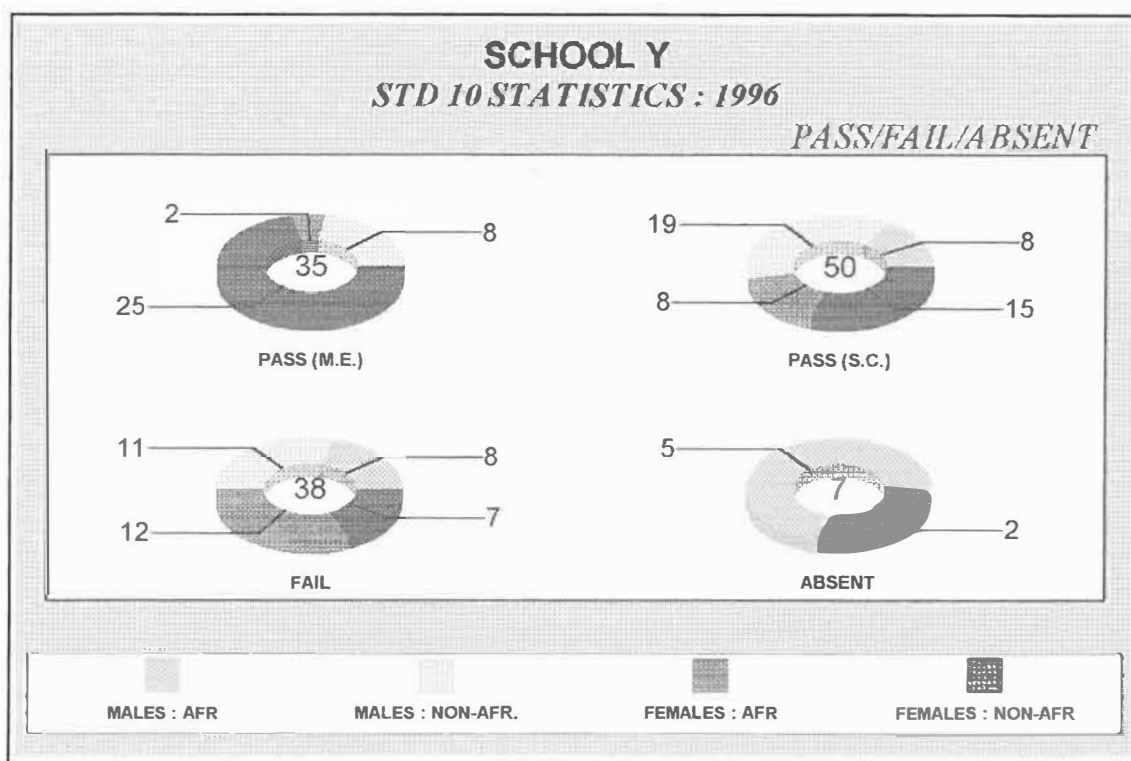 SCHOOL Y
STD 10 STATISTICS : 1996
PASS/FAIL/ABSENT
2
8
35
25
PASS (M.E.)
19
8
50
8
15
PASS (S.C.)
11
8
38
12
7
FAIL
5
7
2
ABSENT
MALES : AFR
MALES : NON-AFR.
FEMALES : AFR
FEMALES : NON-AFR